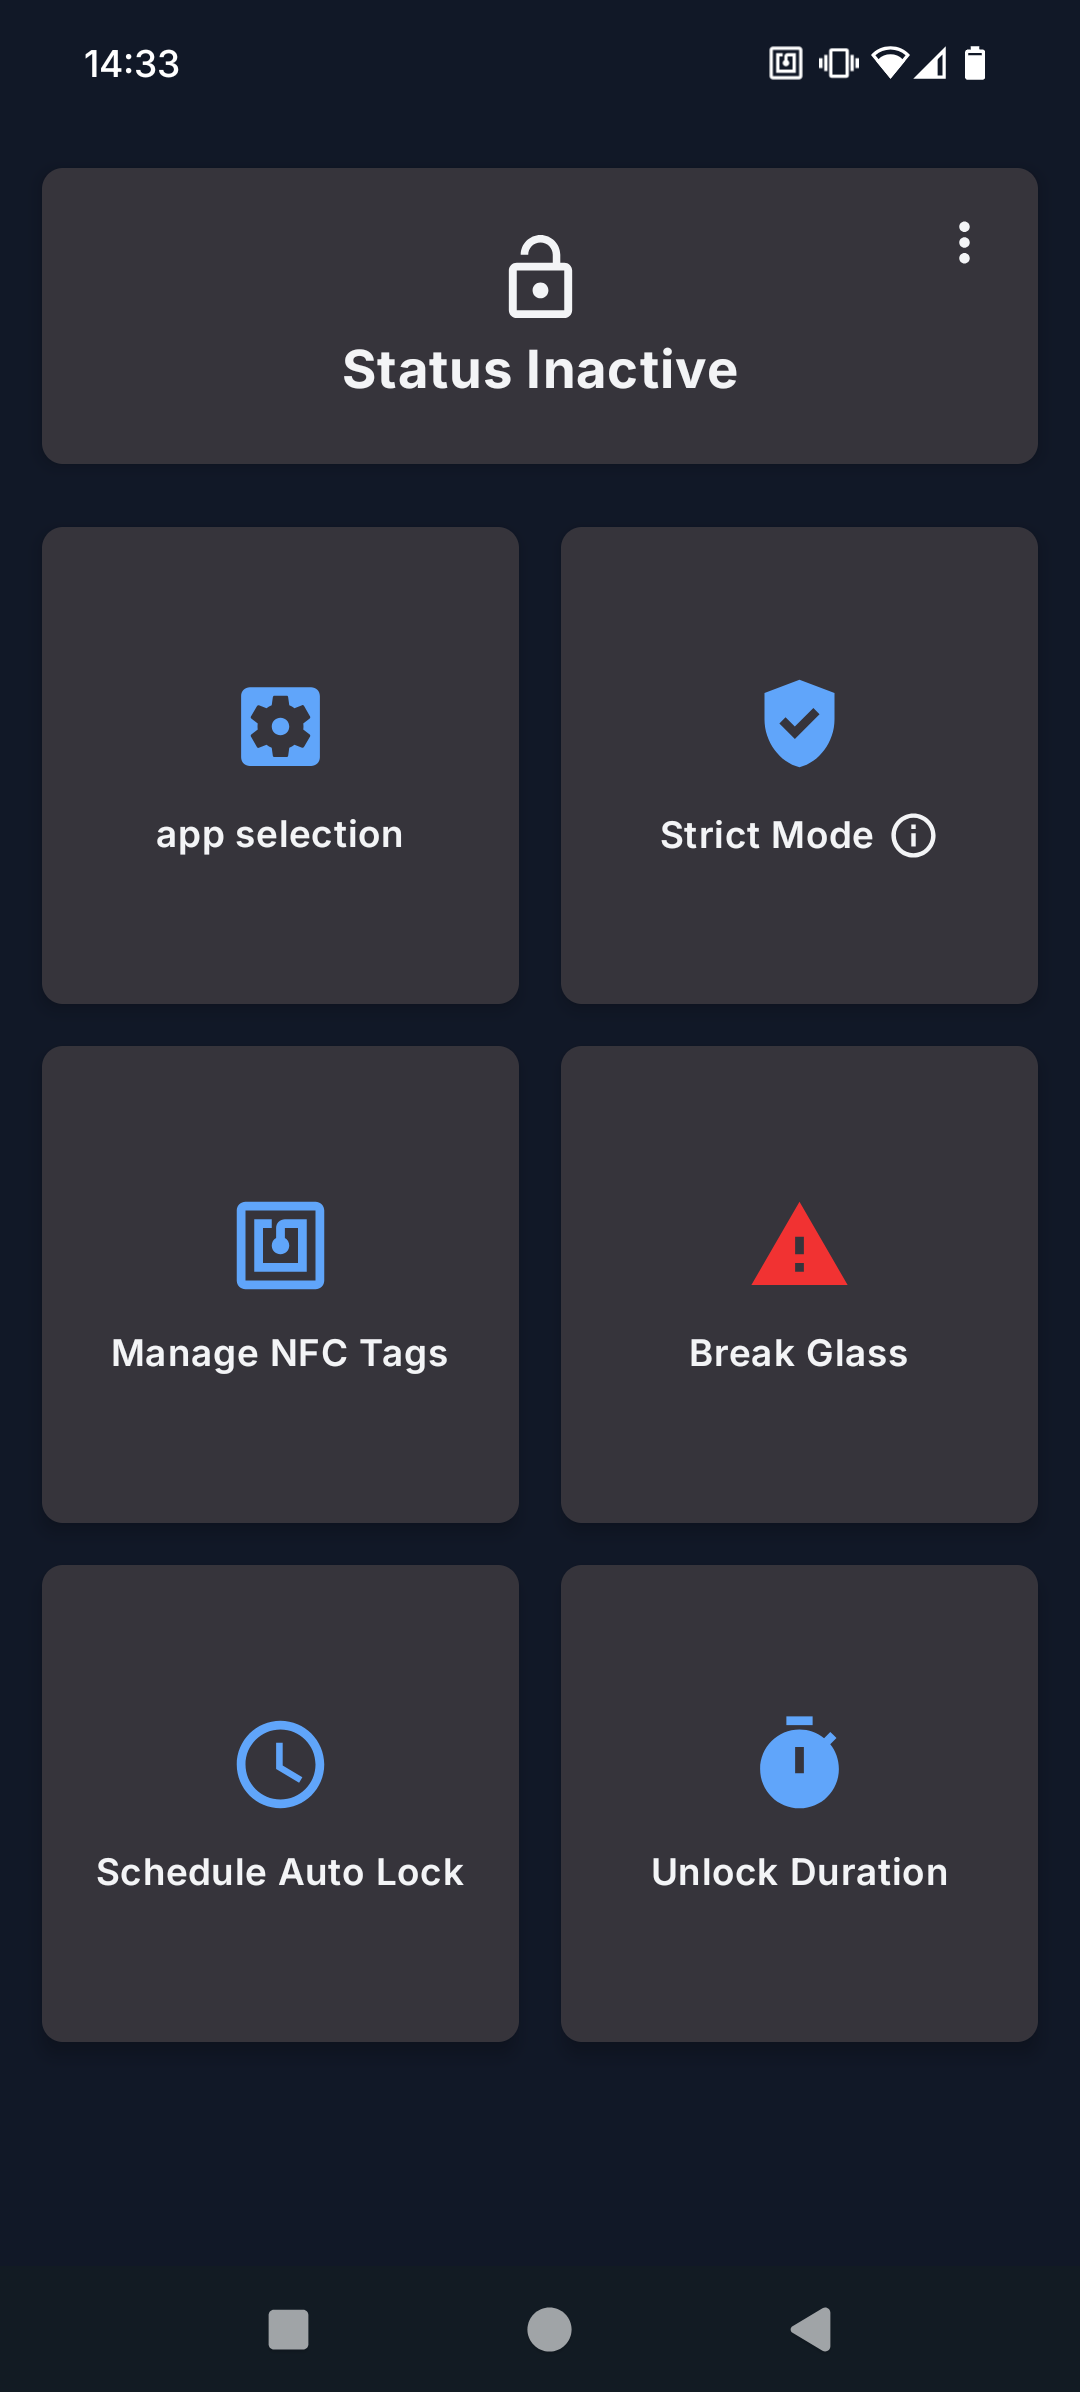 14:33
Status Inactive
app selection
Strict Mode
Manage NFC Tags
Break Glass
Schedule Auto Lock
Unlock Duration